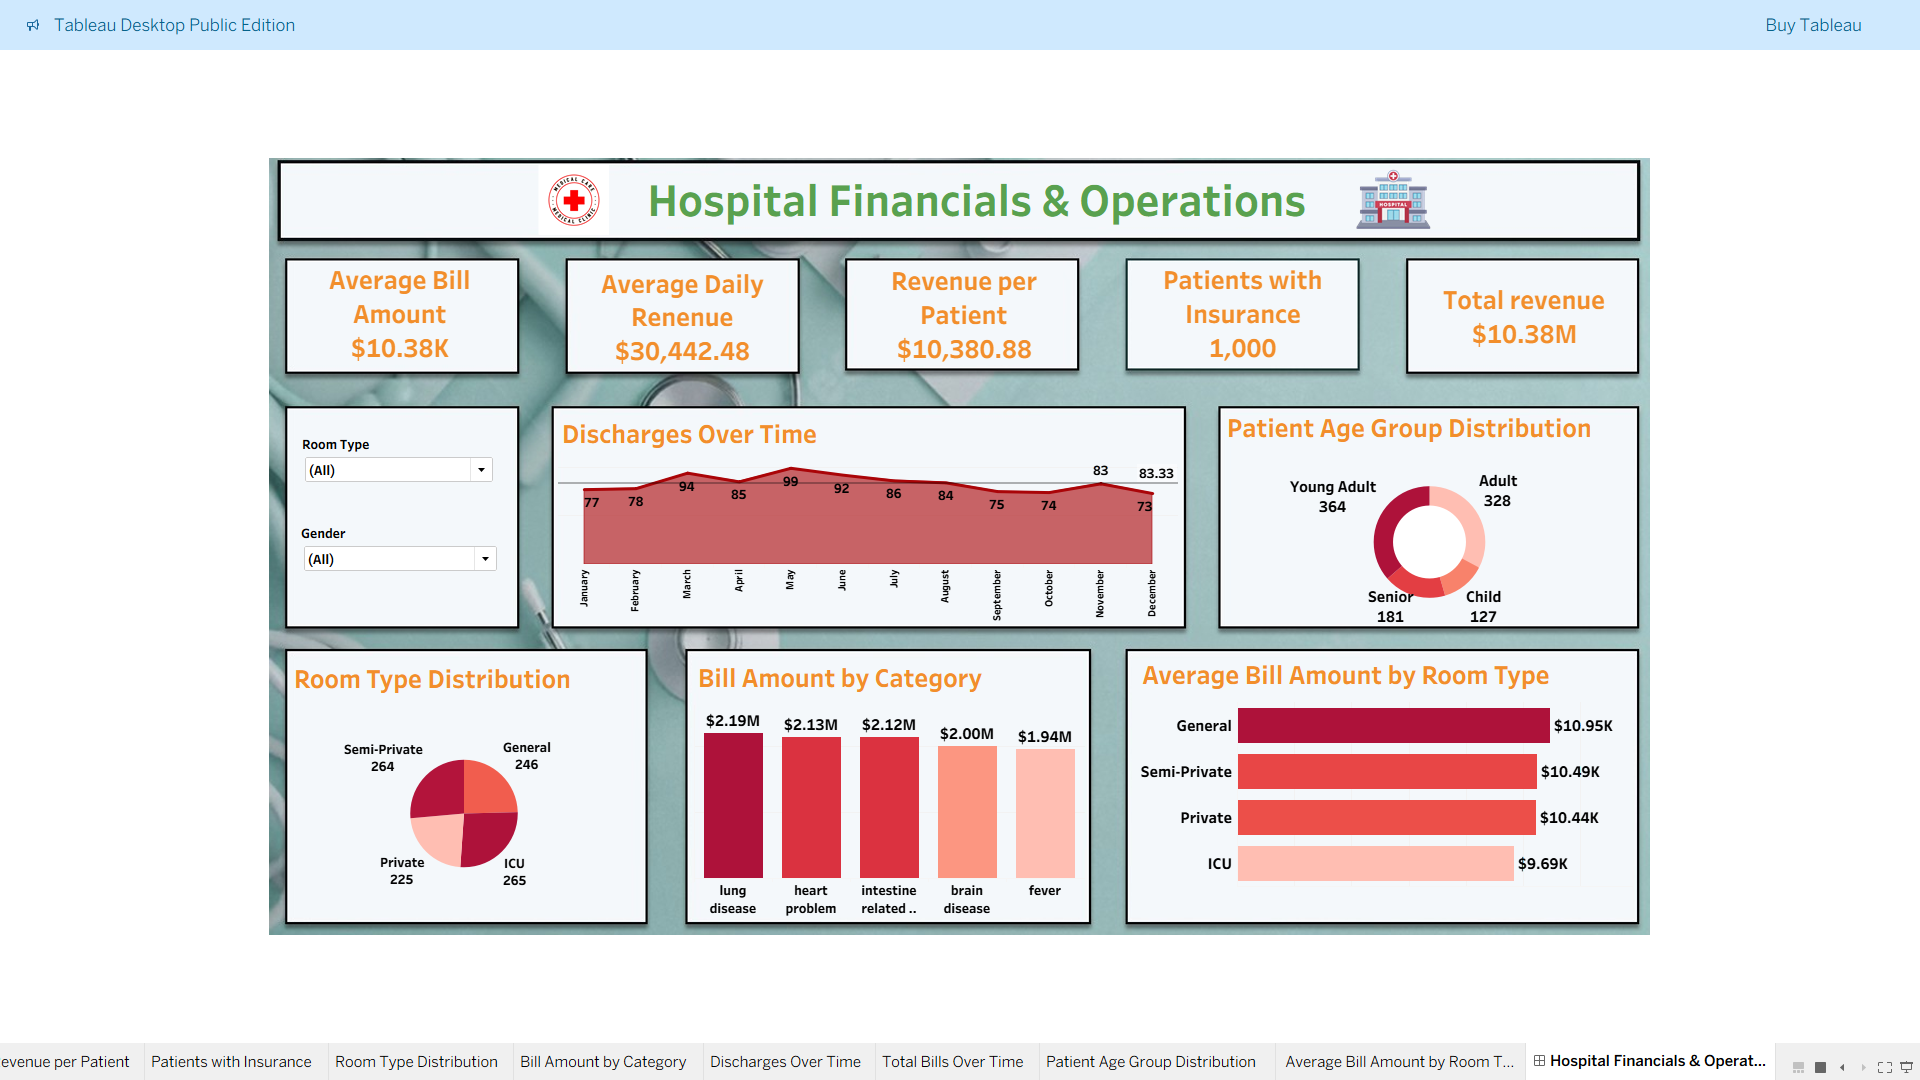 Tableau Desktop Public Edition
Buy Tableau
MEDICAL CARE
MEDICAL CLINIC
Hospital Financials & Operations
HOSPITAL
Average Bill
Amount
$10.38K
Average Daily
Renenue
$30,442.48
Revenue per
Patient
$10,380.88
Patients with
Insurance
1,000
Total revenue
$10.38M
Room Type
(All)
Gender
(All)
Discharges Over Time
77
78
94
85
99
92
86
84
75
74
83
73
83.33
January
February
March
April
May
June
July
August
September
October
November
December
Patient Age Group Distribution
Young Adult
364
Adult
328
Senior
181
Child
127
Room Type Distribution
Semi-Private
264
General
246
Private
225
ICU
265
Bill Amount by Category
$2.19M
$2.13M
$2.12M
$2.00M
$1.94M
lung
disease
heart
problem
intestine
related ..
brain
disease
fever
Average Bill Amount by Room Type
General
$10.95K
Semi-Private
$10.49K
Private
$10.44K
ICU
$9.69K
evenue per Patient
Patients with Insurance
Room Type Distribution
Bill Amount by Category
Discharges Over Time
Total Bills Over Time
Patient Age Group Distribution
Average Bill Amount by Room T...
Hospital Financials & Operat...